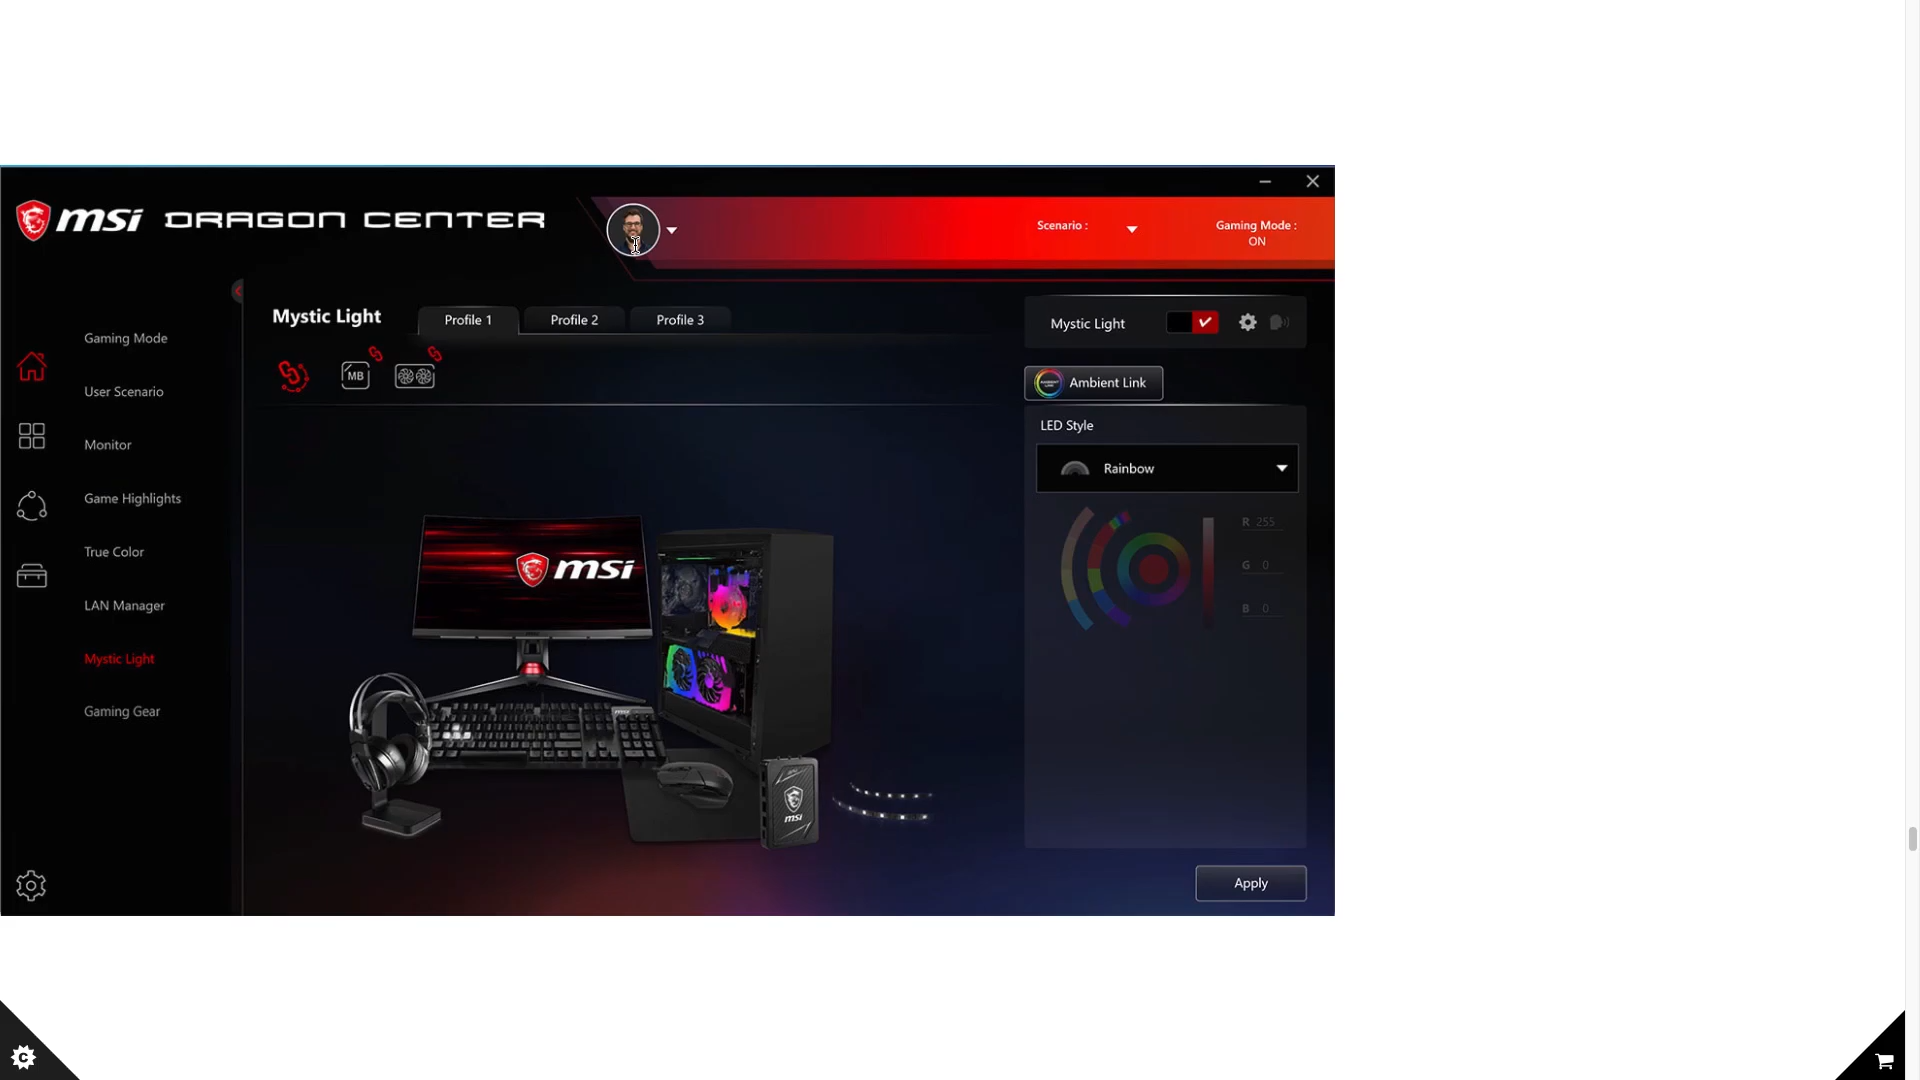 msi DRAGON CENTER
Scenario :
Gaming Mode :
ON
Mystic Light
Profile 1
Profile 2
Profile 3
Mystic Light
MB
Ambient Link
LED Style
Rainbow
R 255
G 0
B 0
Gaming Mode
User Scenario
Monitor
Game Highlights
True Color
LAN Manager
Mystic Light
Gaming Gear
msi
msi
Apply